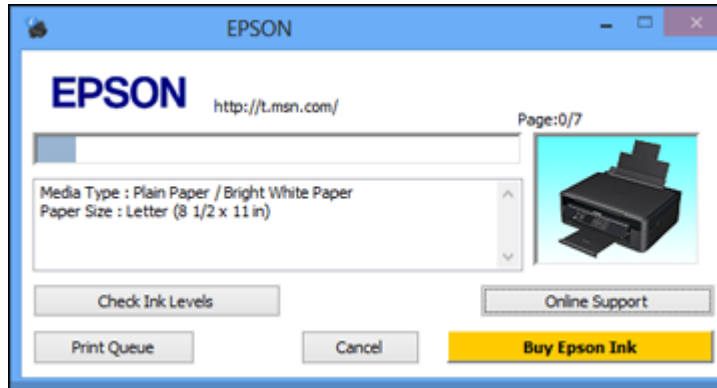 EPSON
EPSON
http://t.msn.com/
Page:0/7
Media Type : Plain Paper / Bright White Paper
Paper Size : Letter (8 1/2 x 11 in)
Check Ink Levels
Online Support
Print Queue
Cancel
Buy Epson Ink